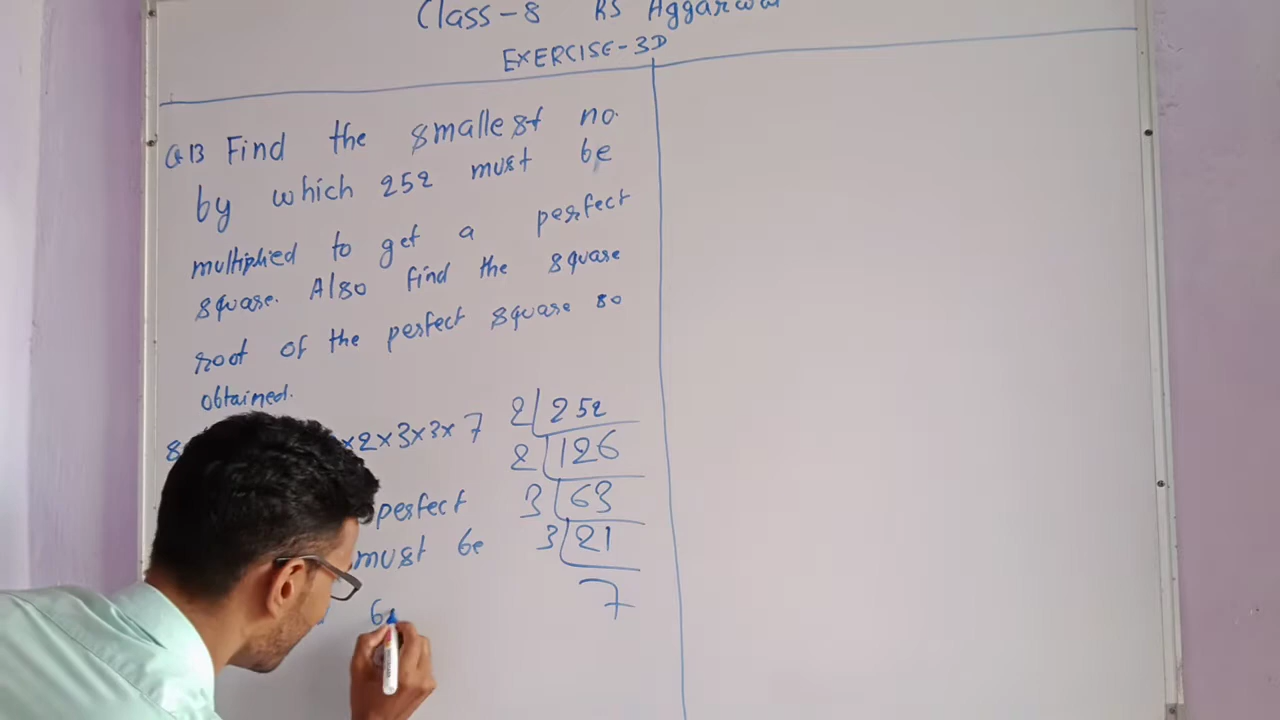 Class-8 RS Aggarwal
EXERCISE-3D
Q.13 Find the smallest no.
by which 252 must be
multiplied to get a perfect
square. Also find the square
root of the perfect square so
obtained.
×2×3×3×7
perfect
must be
2 252
2 126
3 63
3 21
7